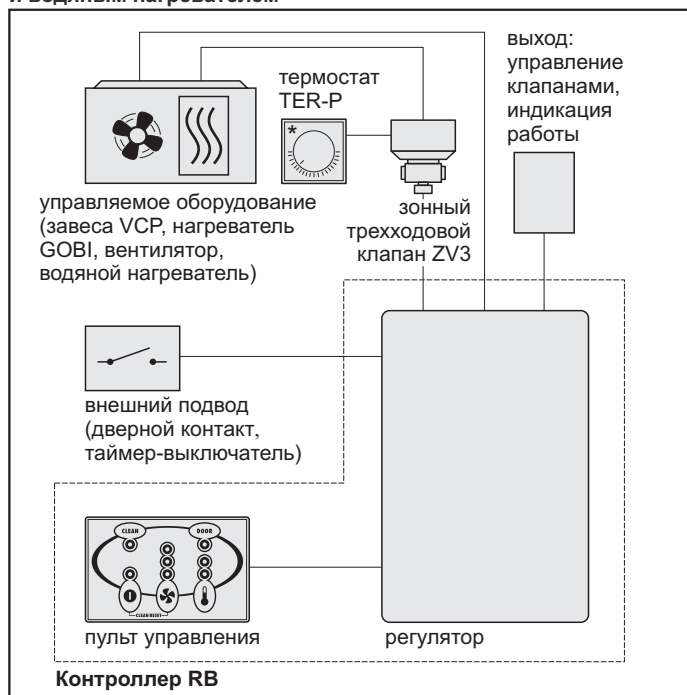 и водяным нагревателем
выход:
управление
клапанами,
индикация
работы
термостат
TER-P
*
управляемое оборудование
(завеса VCP, нагреватель
GOBI, вентилятор,
водяной нагреватель)
зонный
трехходовой
клапан ZV3
внешний подвод
(дверной контакт,
таймер-выключатель)
CLEAN
DOOR
CLEAN RESET
пульт управления
регулятор
Контроллер RB